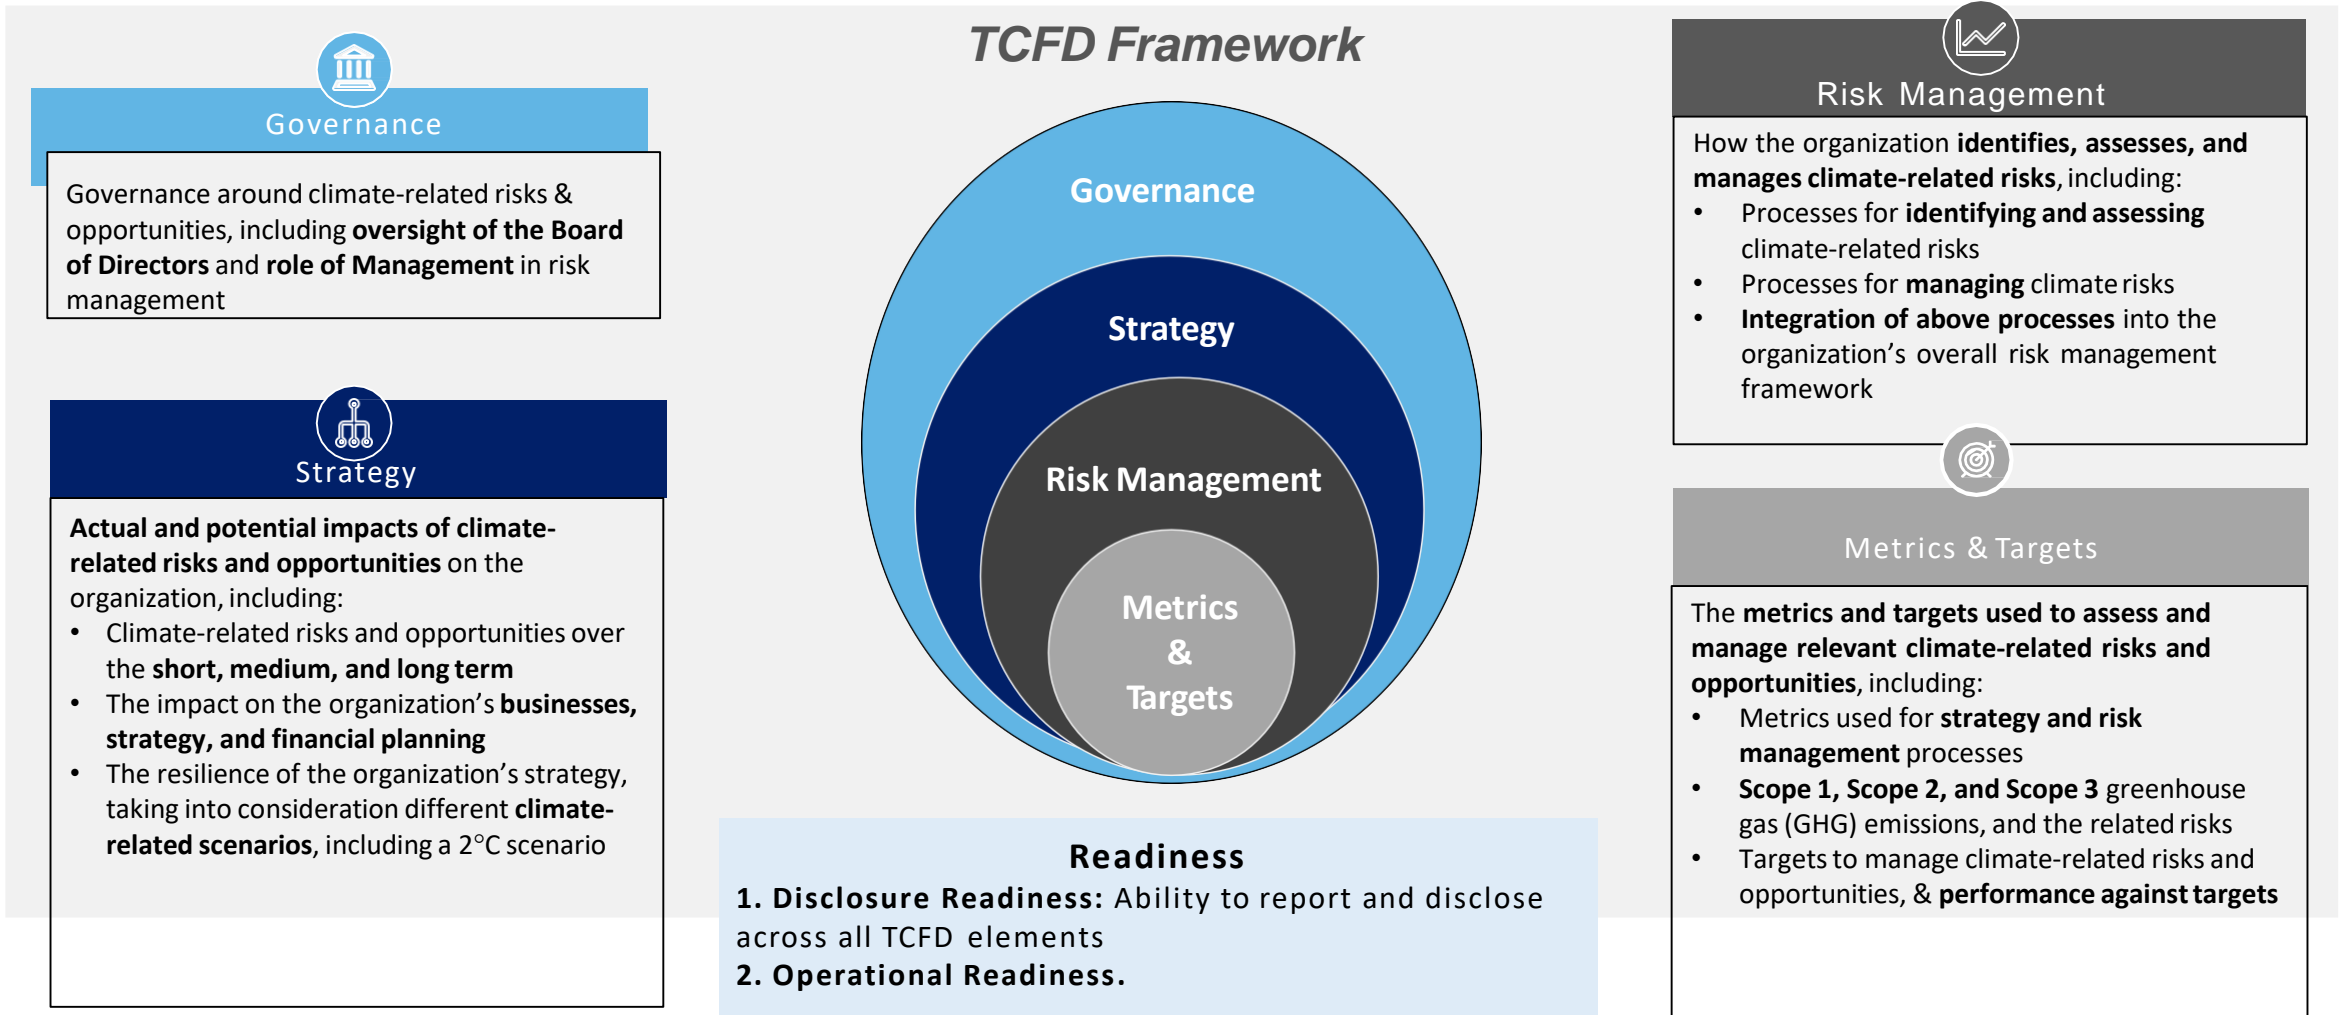 TCFD Framework
Governance
Governance around climate-related risks &
opportunities, including oversight of the Board
of Directors and role of Management in risk
management
Strategy
Actual and potential impacts of climate-
related risks and opportunities on the
organization, including:
• Climate-related risks and opportunities over
the short, medium, and long term
• The impact on the organization’s businesses,
strategy, and financial planning
• The resilience of the organization’s strategy,
taking into consideration different climate-
related scenarios, including a 2°C scenario
Governance
Strategy
Risk Management
Metrics
&
Targets
Readiness
1. Disclosure Readiness: Ability to report and disclose
across all TCFD elements
2. Operational Readiness.
Risk Management
How the organization identifies, assesses, and
manages climate-related risks, including:
• Processes for identifying and assessing
climate-related risks
• Processes for managing climate risks
• Integration of above processes into the
organization’s overall risk management
framework
Metrics & Targets
The metrics and targets used to assess and
manage relevant climate-related risks and
opportunities, including:
• Metrics used for strategy and risk
management processes
• Scope 1, Scope 2, and Scope 3 greenhouse
gas (GHG) emissions, and the related risks
• Targets to manage climate-related risks and
opportunities, & performance against targets